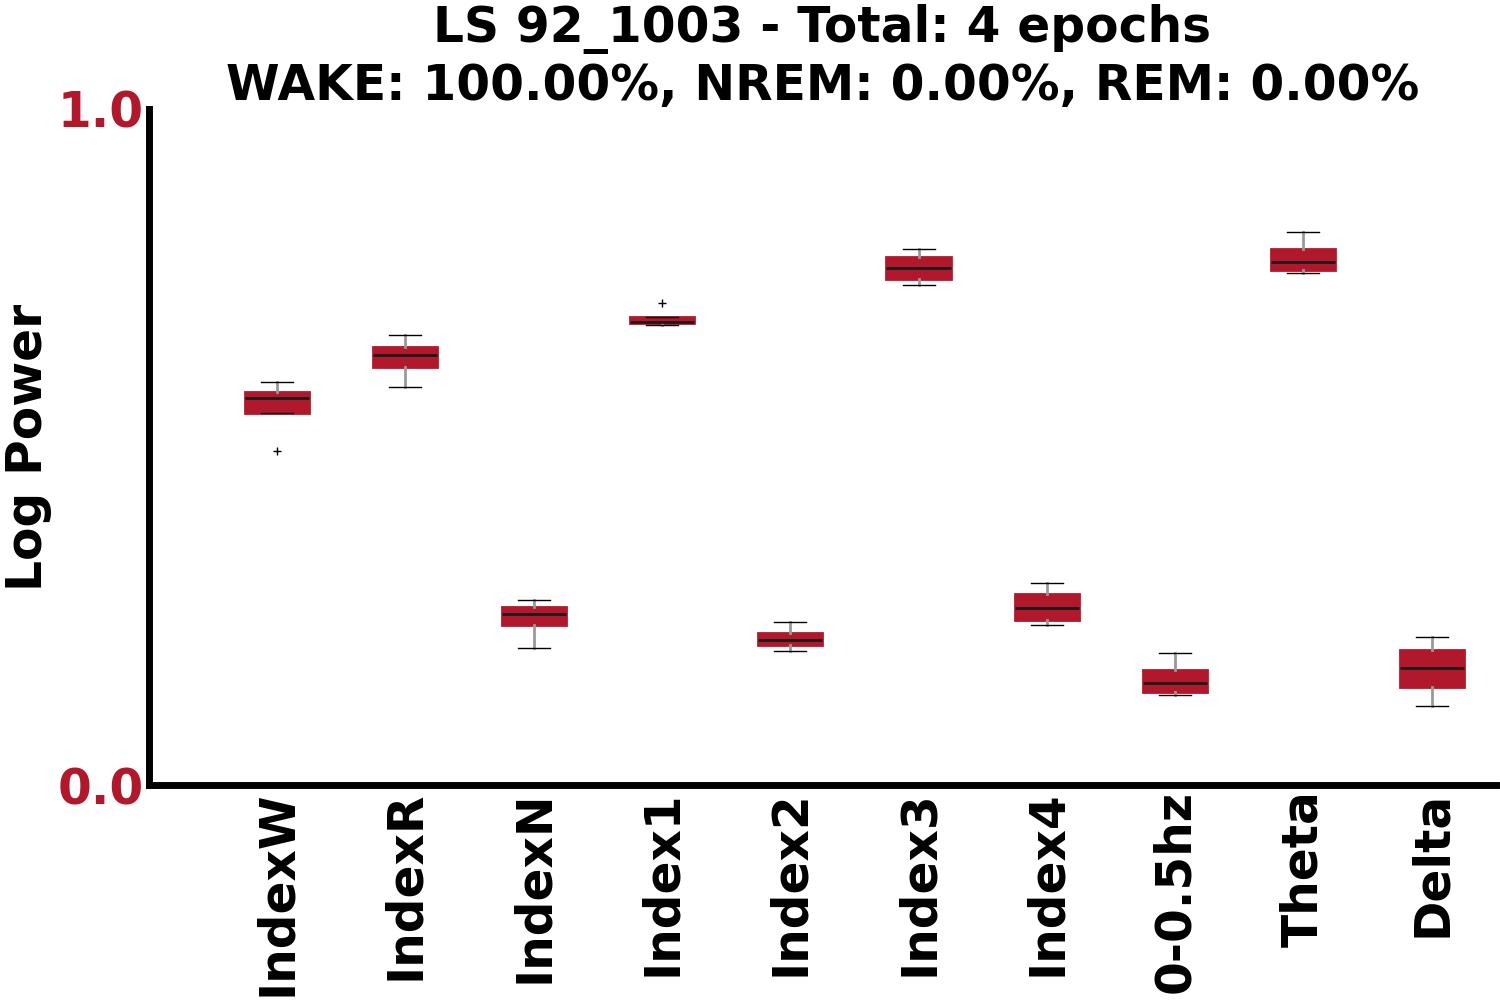 LS 92_1003 - Total: 4 epochs
WAKE: 100.00%, NREM: 0.00%, REM: 0.00%
1.0
Log Power
0.0
IndexW
IndexR
IndexN
Index1
Index2
Index3
Index4
0-0.5hz
Theta
Delta